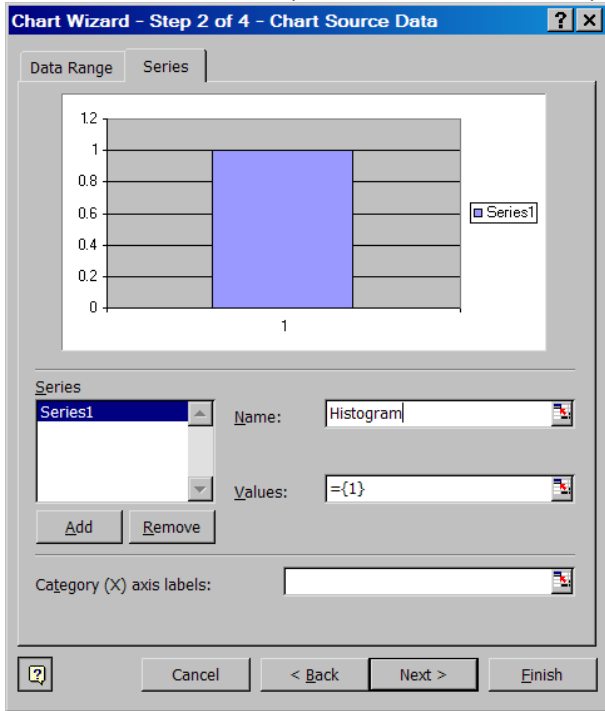 Chart Wizard - Step 2 of 4 - Chart Source Data ? X
Data Range Series
1.2
1
0.8
0.6
0.4
0.2
0
1
Series1
Series
Series1
Name: Histogram
Values: ={1}
Add Remove
Category (X) axis labels:
? Cancel < Back Next > Finish